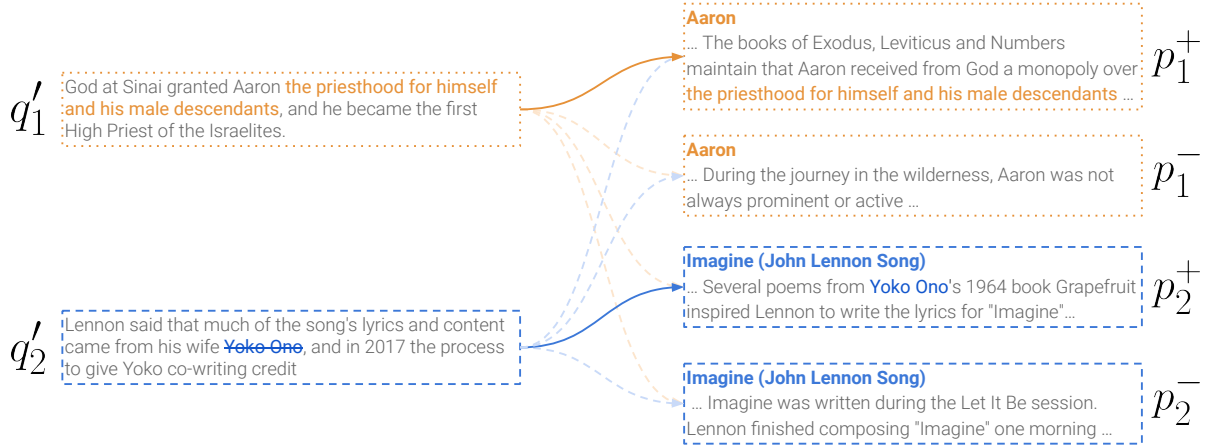 q′₁
God at Sinai granted Aaron the priesthood for himself
and his male descendants, and he became the first
High Priest of the Israelites.
q′₂
Lennon said that much of the song's lyrics and content
came from his wife Yoko Ono, and in 2017 the process
to give Yoko co-writing credit
Aaron
... The books of Exodus, Leviticus and Numbers
maintain that Aaron received from God a monopoly over
the priesthood for himself and his male descendants ...
p₁⁺
Aaron
... During the journey in the wilderness, Aaron was not
always prominent or active ...
p₁⁻
Imagine (John Lennon Song)
... Several poems from Yoko Ono's 1964 book Grapefruit
inspired Lennon to write the lyrics for "Imagine"...
p₂⁺
Imagine (John Lennon Song)
... Imagine was written during the Let It Be session.
Lennon finished composing "Imagine" one morning ...
p₂⁻